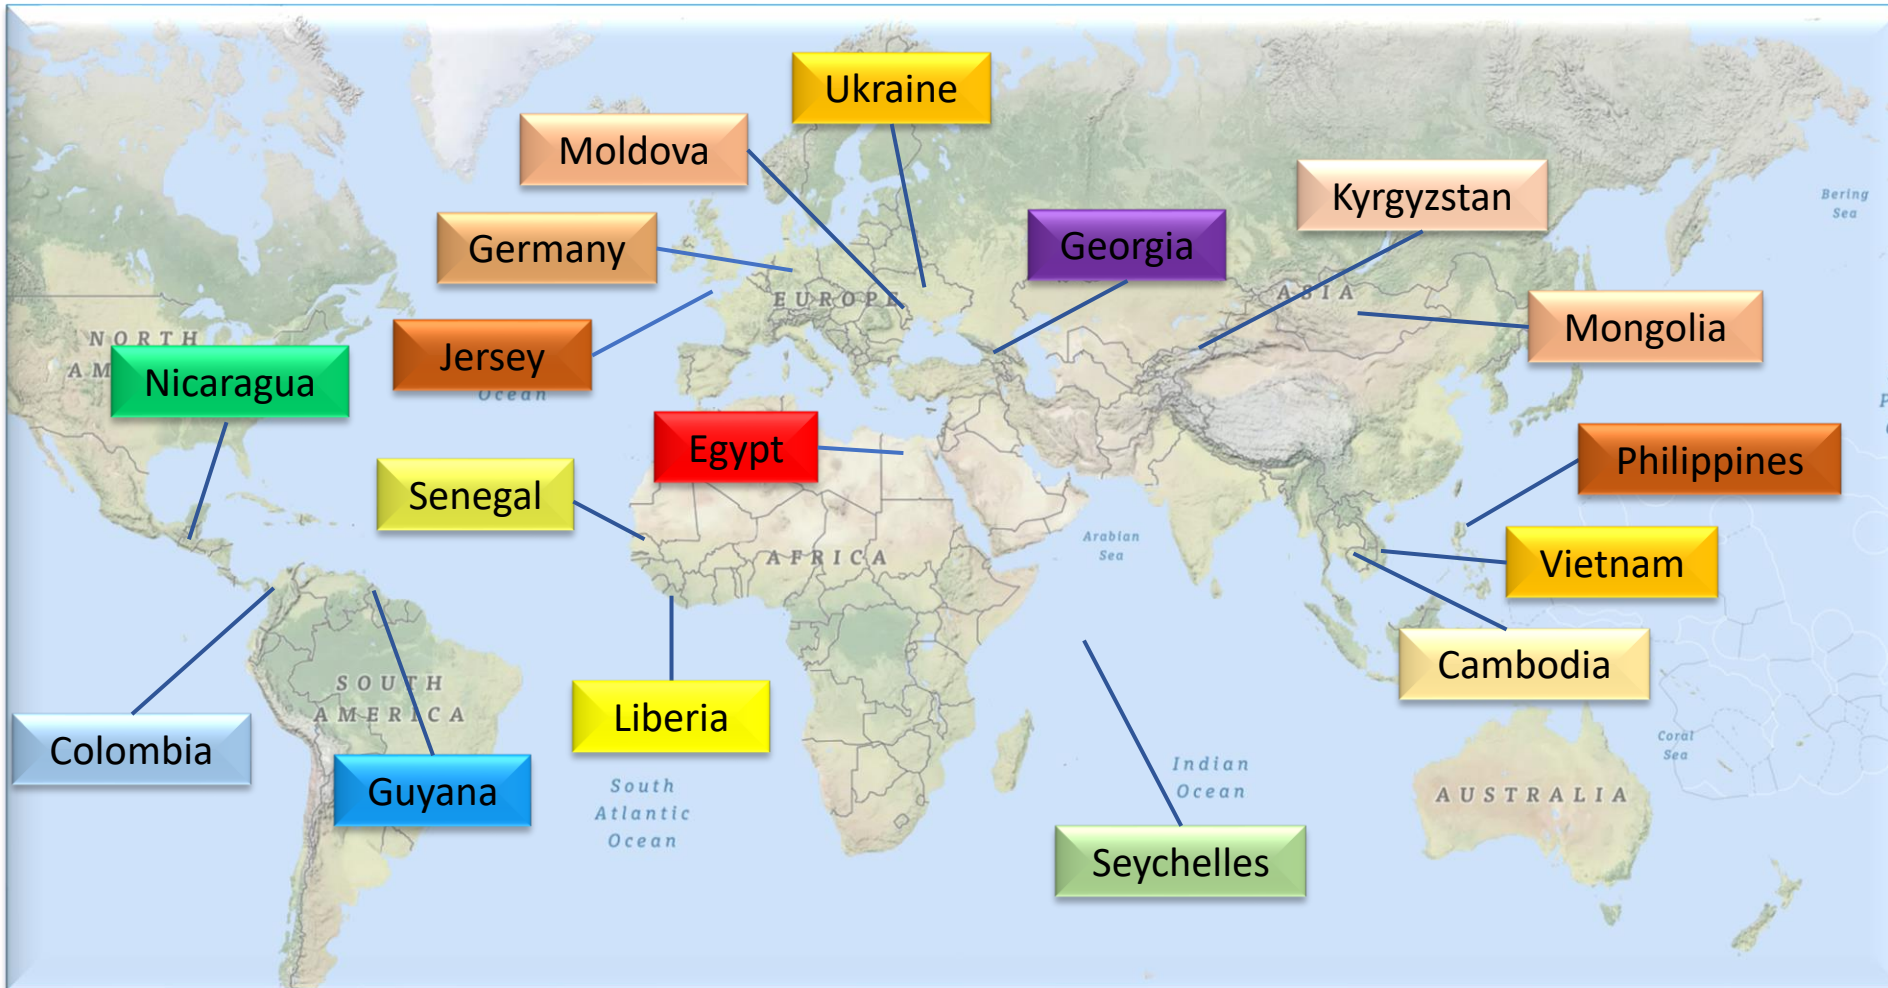 Ukraine
Moldova
Kyrgyzstan
Bering
Sea
Germany
Georgia
EUROPE
ASIA
Mongolia
NORTH
AM
Jersey
Nicaragua
Ocean
Egypt
Philippines
Senegal
Arabian
Sea
AFRICA
Vietnam
Cambodia
SOUTH
AMERICA
Liberia
Colombia
Guyana
Coral
Sea
Indian
Ocean
South
Atlantic
Ocean
AUSTRALIA
Seychelles